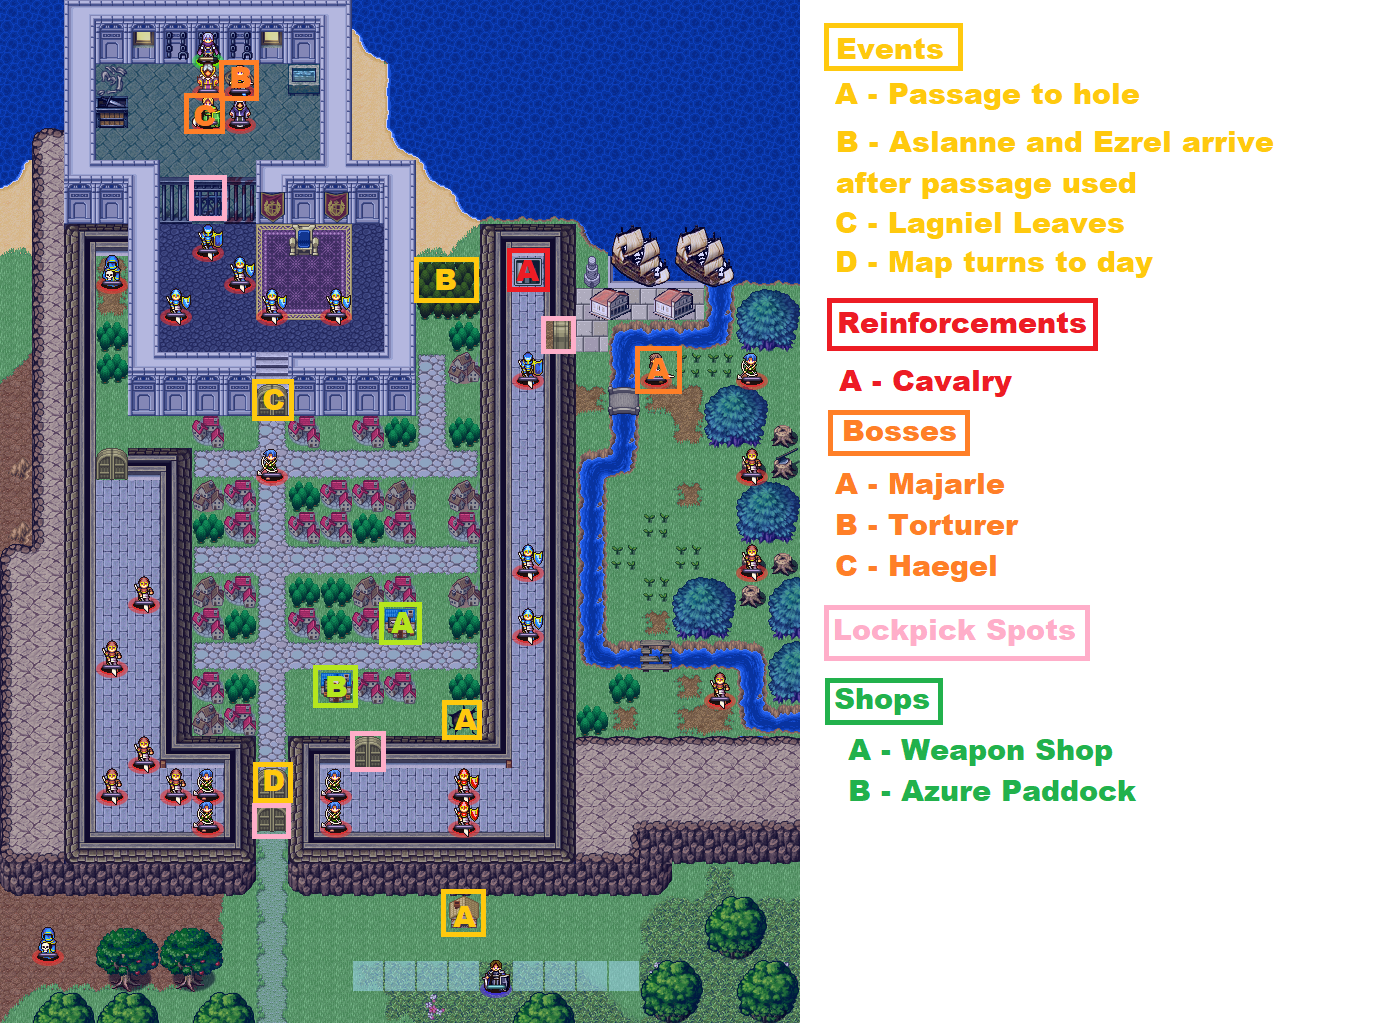 Events
A - Passage to hole
B - Aslanne and Ezrel arrive
after passage used
C - Lagniel Leaves
D - Map turns to day
Reinforcements
A - Cavalry
Bosses
A - Majarle
B - Torturer
C - Haegel
Lockpick Spots
Shops
A - Weapon Shop
B - Azure Paddock
B
C
B
A
A
C
A
B
A
D
A